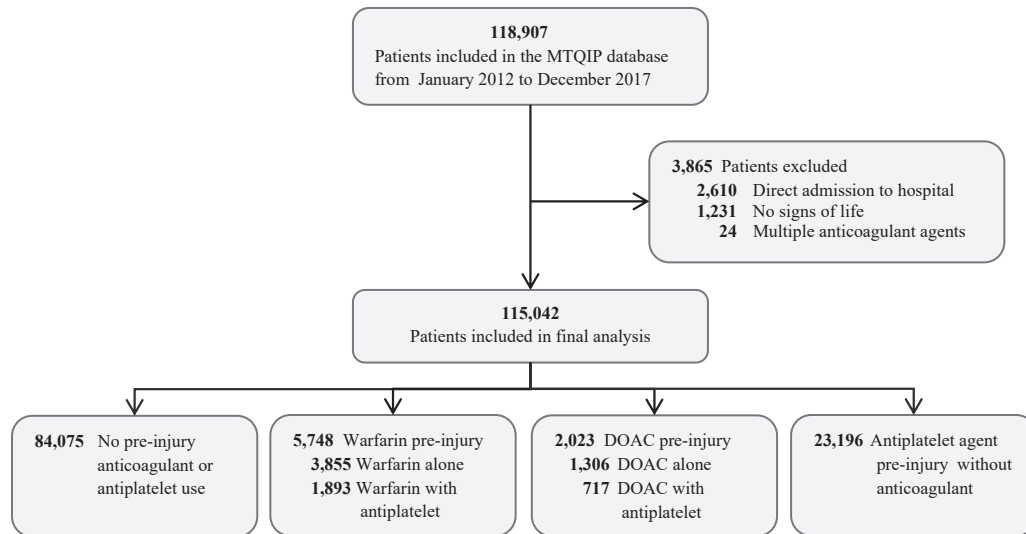 118,907
Patients included in the MTQIP database
from January 2012 to December 2017
3,865 Patients excluded
2,610 Direct admission to hospital
1,231 No signs of life
24 Multiple anticoagulant agents
115,042
Patients included in final analysis
84,075 No pre-injury
anticoagulant or
antiplatelet use
5,748 Warfarin pre-injury
3,855 Warfarin alone
1,893 Warfarin with
antiplatelet
2,023 DOAC pre-injury
1,306 DOAC alone
717 DOAC with
antiplatelet
23,196 Antiplatelet agent
pre-injury without
anticoagulant